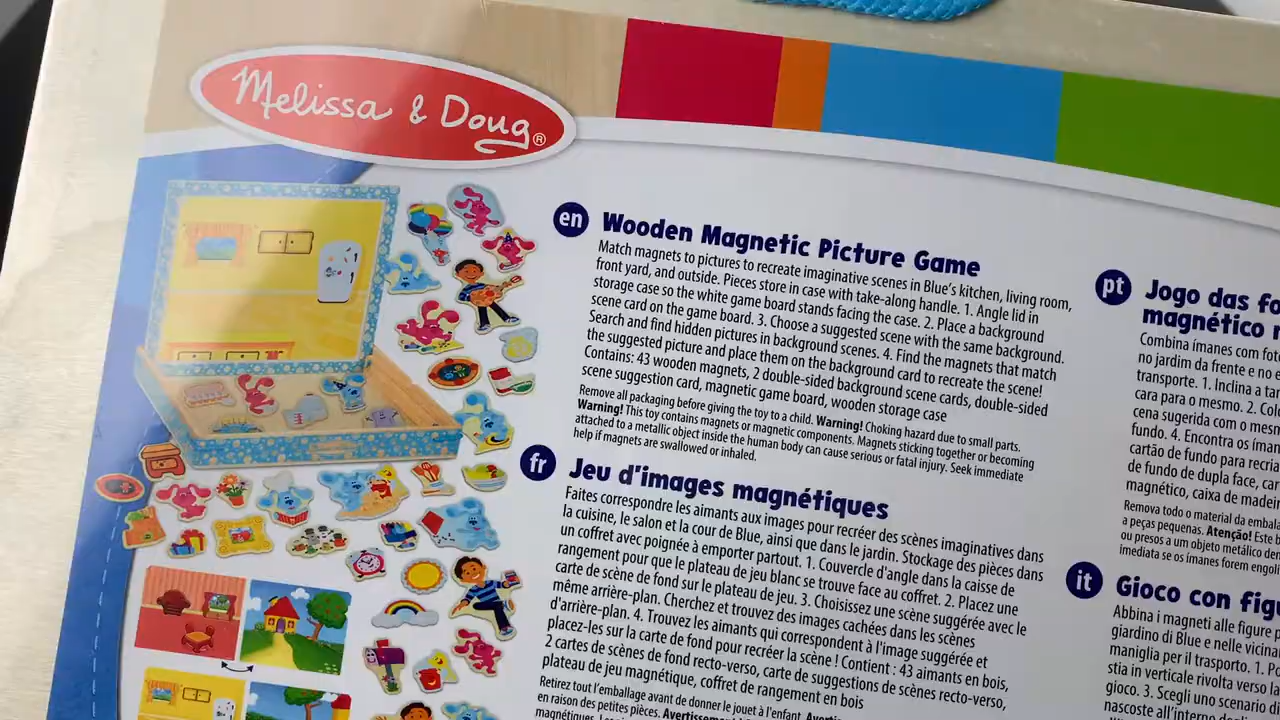 Melissa & Doug®
en
Wooden Magnetic Picture Game
Match magnets to pictures to recreate imaginative scenes in Blue's kitchen, living room,
front yard, and outside. Pieces store in case with take-along handle. 1. Angle lid in
storage case so the white game board stands facing the case. 2. Place a background
scene card on the game board. 3. Choose a suggested scene with the same background.
Search and find hidden pictures in background scenes. 4. Find the magnets that match
the suggested picture and place them on the background card to recreate the scene!
Contains: 43 wooden magnets, 2 double-sided background scene cards, double-sided
scene suggestion card, magnetic game board, wooden storage case
Remove all packaging before giving the toy to a child. Warning! Choking hazard due to small parts.
Warning! This toy contains magnets or magnetic components. Magnets sticking together or becoming
attached to a metallic object inside the human body can cause serious or fatal injury. Seek immediate
help if magnets are swallowed or inhaled.
fr
Jeu d'images magnétiques
Faites correspondre les aimants aux images pour recréer des scènes imaginatives dans
la cuisine, le salon et la cour de Blue, ainsi que dans le jardin. Stockage des pièces dans
un coffret avec poignée à emporter partout. 1. Couvercle d'angle dans la caisse de
rangement pour que le plateau de jeu blanc se trouve face au coffret. 2. Placez une
carte de scène de fond sur le plateau de jeu. 3. Choisissez une scène suggérée avec le
même arrière-plan. Cherchez et trouvez des images cachées dans les scènes
d'arrière-plan. 4. Trouvez les aimants qui correspondent à l'image suggérée et
placez-les sur la carte de fond pour recréer la scène ! Contient : 43 aimants en bois,
2 cartes de scènes de fond recto-verso, carte de suggestions de scènes recto-verso,
plateau de jeu magnétique, coffret de rangement en bois
Retirez tout l'emballage avant de donner le jouet à l'enfant.
en raison des petites pièces. Avertissement
magnétiques.
pt
Jogo das
magnético
Combina ímanes com
no jardim da frente e no
transporte. 1. Inclina a
cara para o mesmo. 2.
cena sugerida com o
fundo. 4. Encontra os
cartão de fundo para
de fundo de dupla face,
magnético, caixa de
Remova todo o material da
a peças pequenas. Atenção! Este
ou presos a um objeto metálico
imediata se os ímanes forem
it
Gioco con
Abbina i magneti alle figure
giardino di Blue e nelle
maniglia per il trasporto. 1.
stia in verticale rivolta verso
gioco. 3. Scegli uno scenario
nascoste